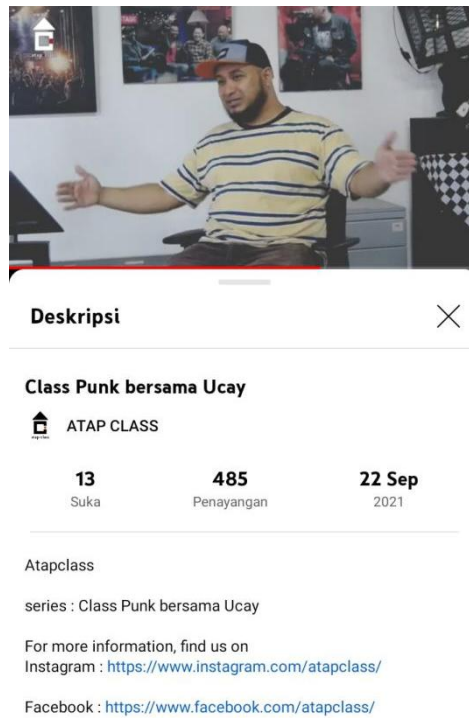 atap class
Deskripsi
Class Punk bersama Ucay
ATAP CLASS
13
485
22 Sep
Suka
Penayangan
2021
Atapclass
series : Class Punk bersama Ucay
For more information, find us on
Instagram : https://www.instagram.com/atapclass/
Facebook : https://www.facebook.com/atapclass/